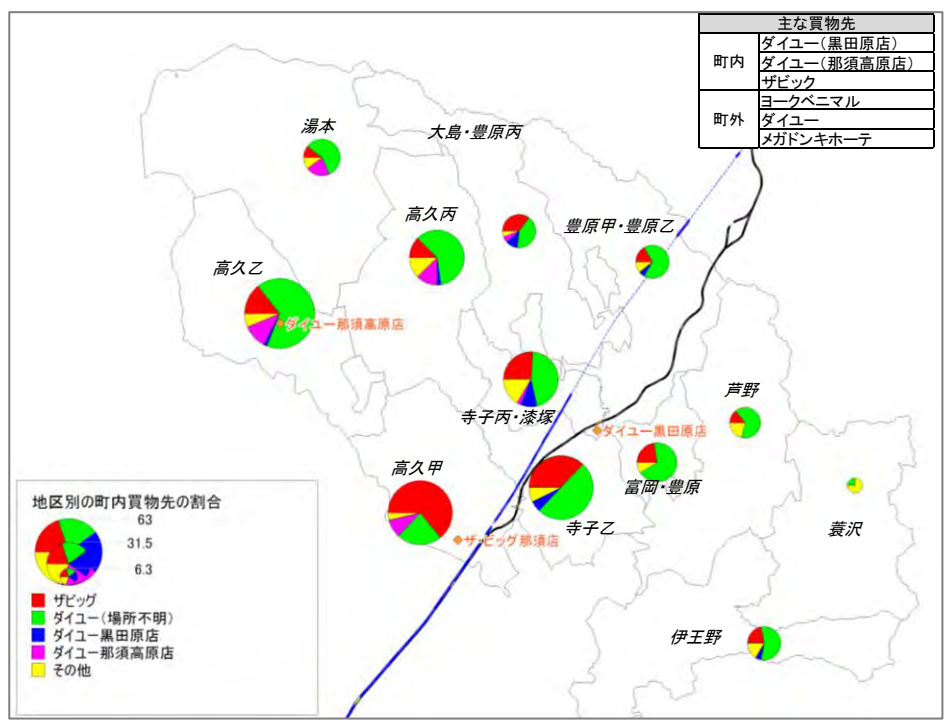 主な買物先
町内
ダイユー(黒田原店)
ダイユー(那須高原店)
ザビック
町外
ヨークベニマル
ダイユー
メガドンキホーテ
湯本
大島・豊原丙
高久丙
豊原甲・豊原乙
高久乙
ダイユー那須高原店
寺子丙・漆塚
芦野
ダイユー黒田原店
高久甲
富岡・豊原
寺子乙
蓑沢
ザ・ビッグ那須店
伊王野
地区別の町内買物先の割合
63
31.5
6.3
ザビッグ
ダイユー(場所不明)
ダイユー黒田原店
ダイユー那須高原店
その他